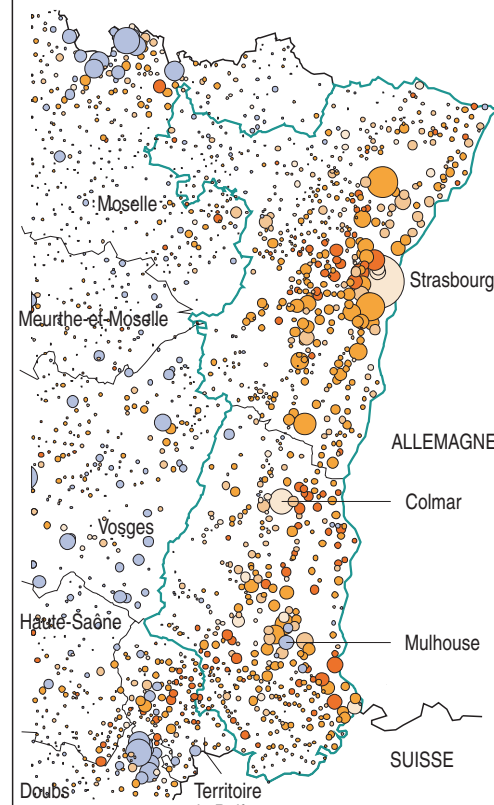 Moselle
Strasbourg
Meurthe-et-Moselle
ALLEMAGNE
Colmar
Vosges
Haute-Saône
Mulhouse
SUISSE
Doubs
Territoire